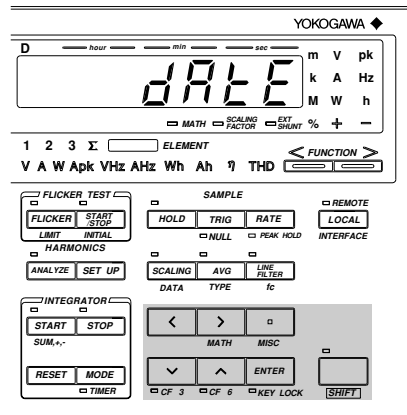 YOKOGAWA
D hour min sec m V pk
dAtE k A Hz
M W h
MATH SCALING FACTOR EXT SHUNT % + −
1 2 3 Σ ELEMENT
V A W Apk VHz AHz Wh Ah η THD < FUNCTION >
FLICKER TEST SAMPLE
REMOTE
FLICKER START /STOP HOLD TRIG RATE LOCAL
LIMIT INITIAL NULL PEAK HOLD INTERFACE
HARMONICS
ANALYZE SET UP SCALING AVG LINE FILTER
DATA TYPE fc
INTEGRATOR
START STOP < > ▫
SUM,+,- MATH MISC
RESET MODE ∨ ∧ ENTER
TIMER CF 3 CF 6 KEY LOCK SHIFT